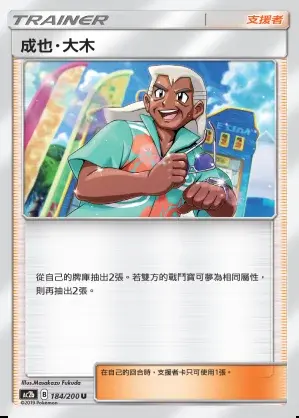 TRAINER
支援者
成也·大木
從自己的牌庫抽出2張。若雙方的戰鬥寶可夢為相同屬性，
則再抽出2張。
Illus.Masakazu Fukuda
在自己的回合時，支援者卡只可使用1張。
AC2b B 184/200 U
©2019 Pokémon